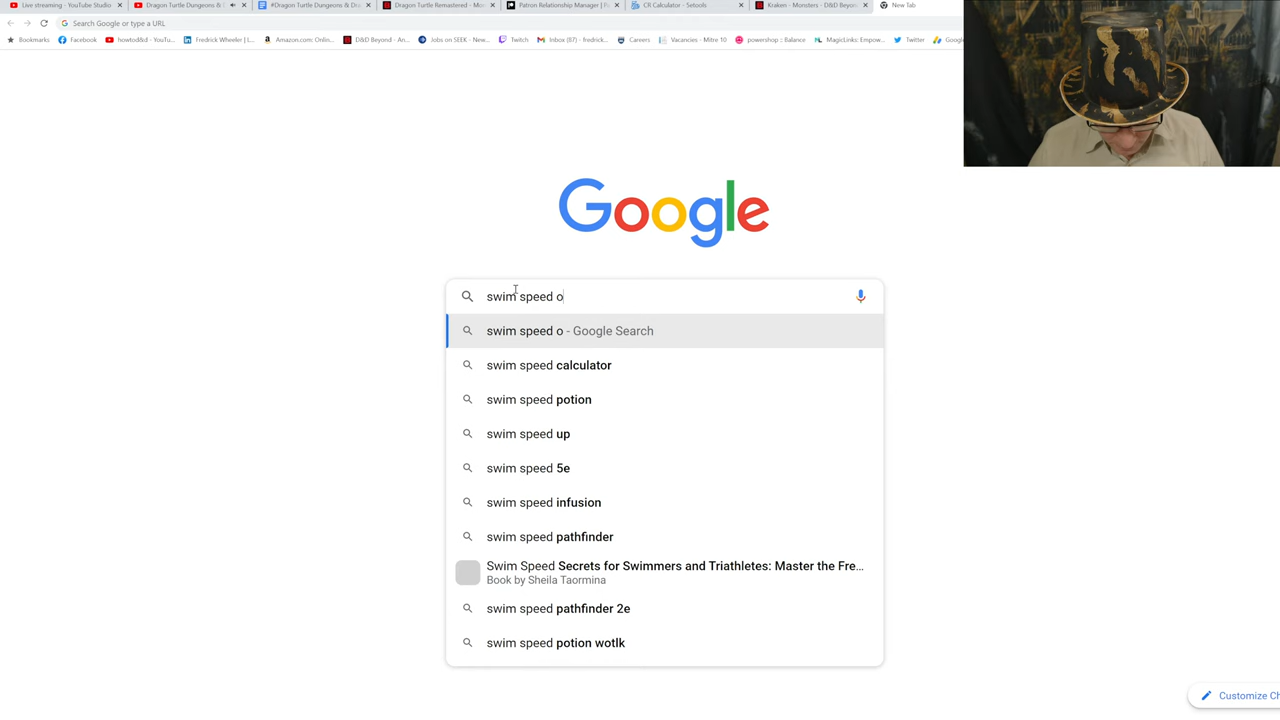 Live streaming - YouTube Studio
Dragon Turtle Dungeons &
#Dragon Turtle Dungeons & Dra
Dragon Turtle Remastered - Mon
Patron Relationship Manager | P
CR Calculator - 5etools
Kraken - Monsters - D&D Beyon
New Tab
Search Google or type a URL
Bookmarks
Facebook
howtod&d - YouTu...
Fredrick Wheeler | L...
Amazon.com: Onlin...
D&D Beyond - An...
Jobs on SEEK - New...
Twitch
Inbox (87) - fredrick...
Careers
Vacancies - Mitre 10
powershop :: Balance
MagicLinks: Empow...
Twitter
Google
Google
swim speed o
swim speed o - Google Search
swim speed calculator
swim speed potion
swim speed up
swim speed 5e
swim speed infusion
swim speed pathfinder
Swim Speed Secrets for Swimmers and Triathletes: Master the Fre...
Book by Sheila Taormina
swim speed pathfinder 2e
swim speed potion wotlk
Customize Ch